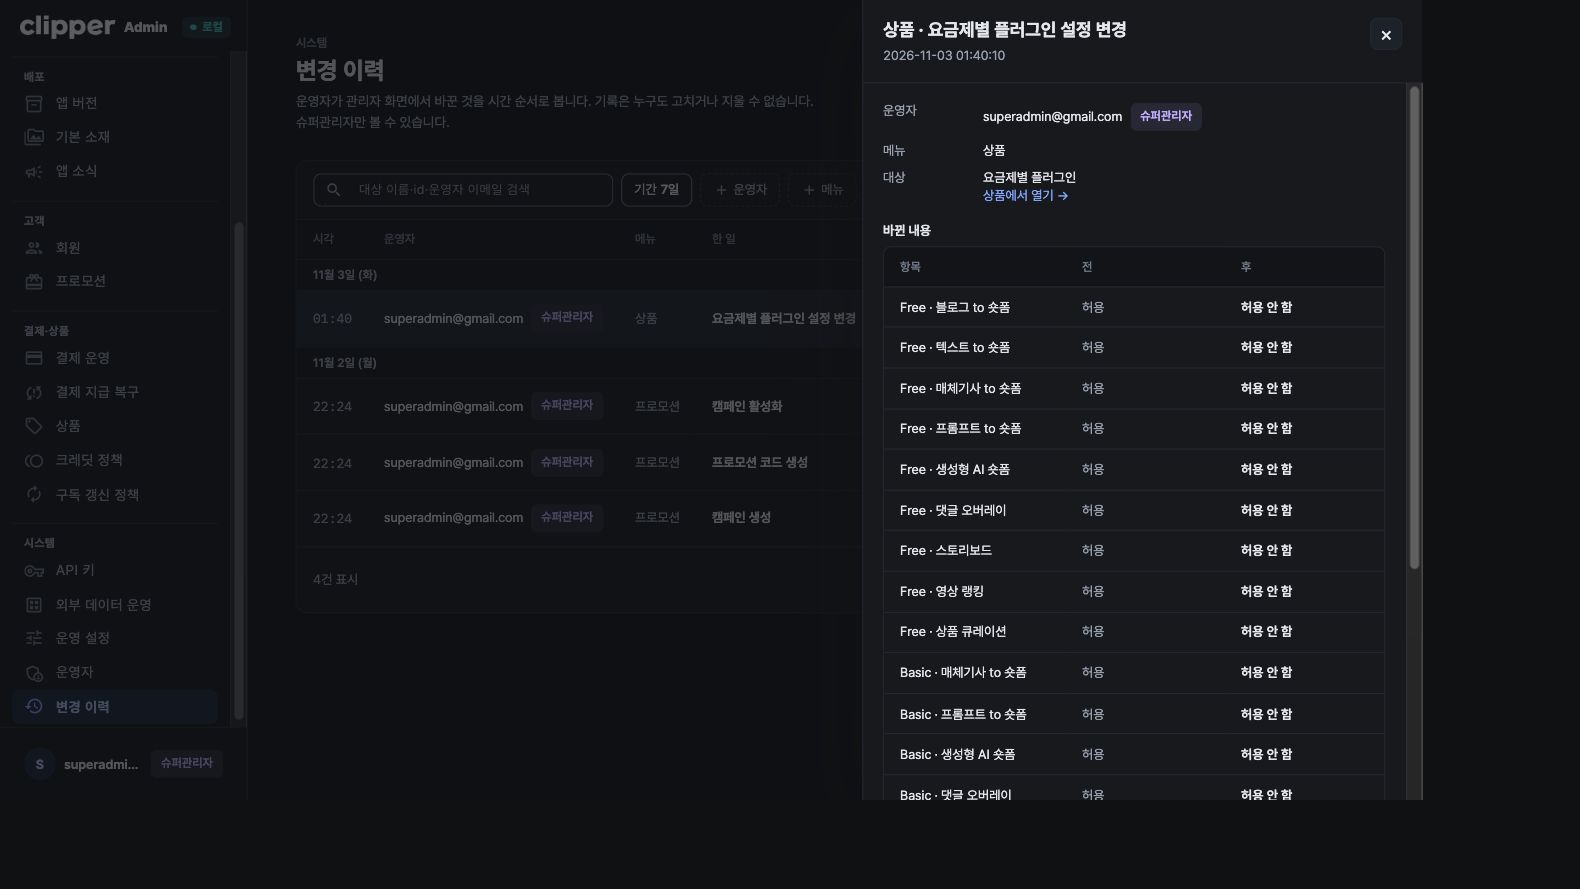 clipper Admin 로컬
배포
앱 버전
기본 소재
앱 소식
고객
회원
프로모션
결제·상품
결제 운영
결제 지급 복구
상품
크레딧 정책
구독 갱신 정책
시스템
API 키
외부 데이터 운영
운영 설정
운영자
변경 이력
S superadmi... 슈퍼관리자
시스템
변경 이력
운영자가 관리자 화면에서 바꾼 것을 시간 순서로 봅니다. 기록은 누구도 고치거나 지울 수 없습니다.
슈퍼관리자만 볼 수 있습니다.
대상 이름·id·운영자 이메일 검색 기간 7일 + 운영자 + 메뉴
시각 운영자 메뉴 한 일
11월 3일 (화)
01:40 superadmin@gmail.com 슈퍼관리자 상품 요금제별 플러그인 설정 변경
11월 2일 (월)
22:24 superadmin@gmail.com 슈퍼관리자 프로모션 캠페인 활성화
22:24 superadmin@gmail.com 슈퍼관리자 프로모션 프로모션 코드 생성
22:24 superadmin@gmail.com 슈퍼관리자 프로모션 캠페인 생성
4건 표시
상품 · 요금제별 플러그인 설정 변경
2026-11-03 01:40:10
운영자 superadmin@gmail.com 슈퍼관리자
메뉴 상품
대상 요금제별 플러그인
상품에서 열기 →
바뀐 내용
항목 전 후
Free · 블로그 to 숏폼 허용 허용 안 함
Free · 텍스트 to 숏폼 허용 허용 안 함
Free · 매체기사 to 숏폼 허용 허용 안 함
Free · 프롬프트 to 숏폼 허용 허용 안 함
Free · 생성형 AI 숏폼 허용 허용 안 함
Free · 댓글 오버레이 허용 허용 안 함
Free · 스토리보드 허용 허용 안 함
Free · 영상 랭킹 허용 허용 안 함
Free · 상품 큐레이션 허용 허용 안 함
Basic · 매체기사 to 숏폼 허용 허용 안 함
Basic · 프롬프트 to 숏폼 허용 허용 안 함
Basic · 생성형 AI 숏폼 허용 허용 안 함
Basic · 댓글 오버레이 허용 허용 안 함